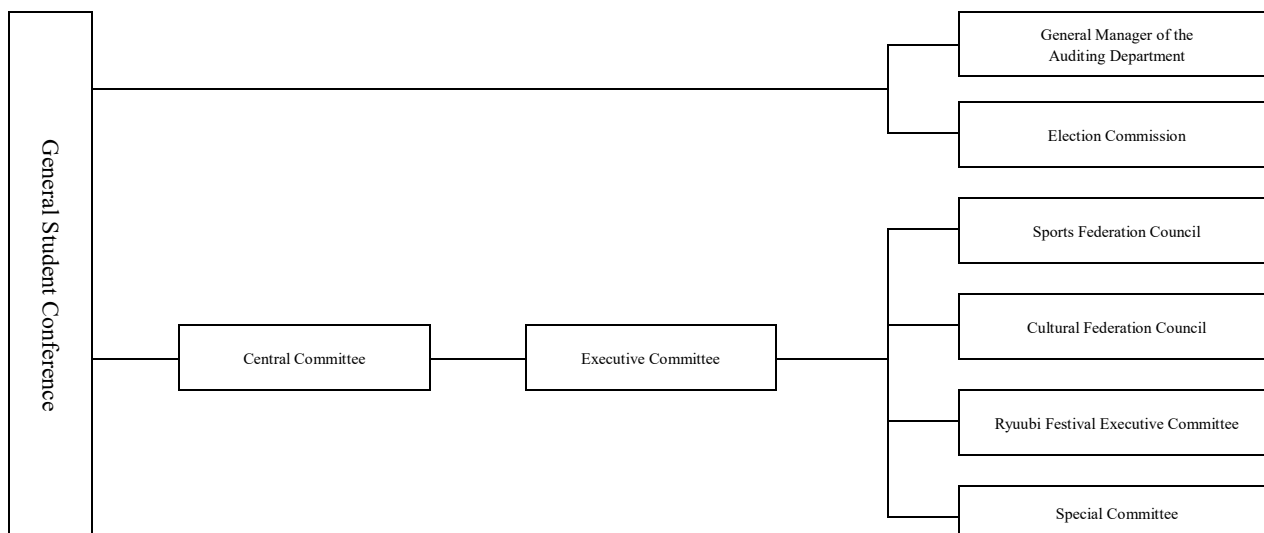 General Student Conference
General Manager of the
Auditing Department
Election Commission
Sports Federation Council
Cultural Federation Council
Central Committee
Executive Committee
Ryuubi Festival Executive Committee
Special Committee